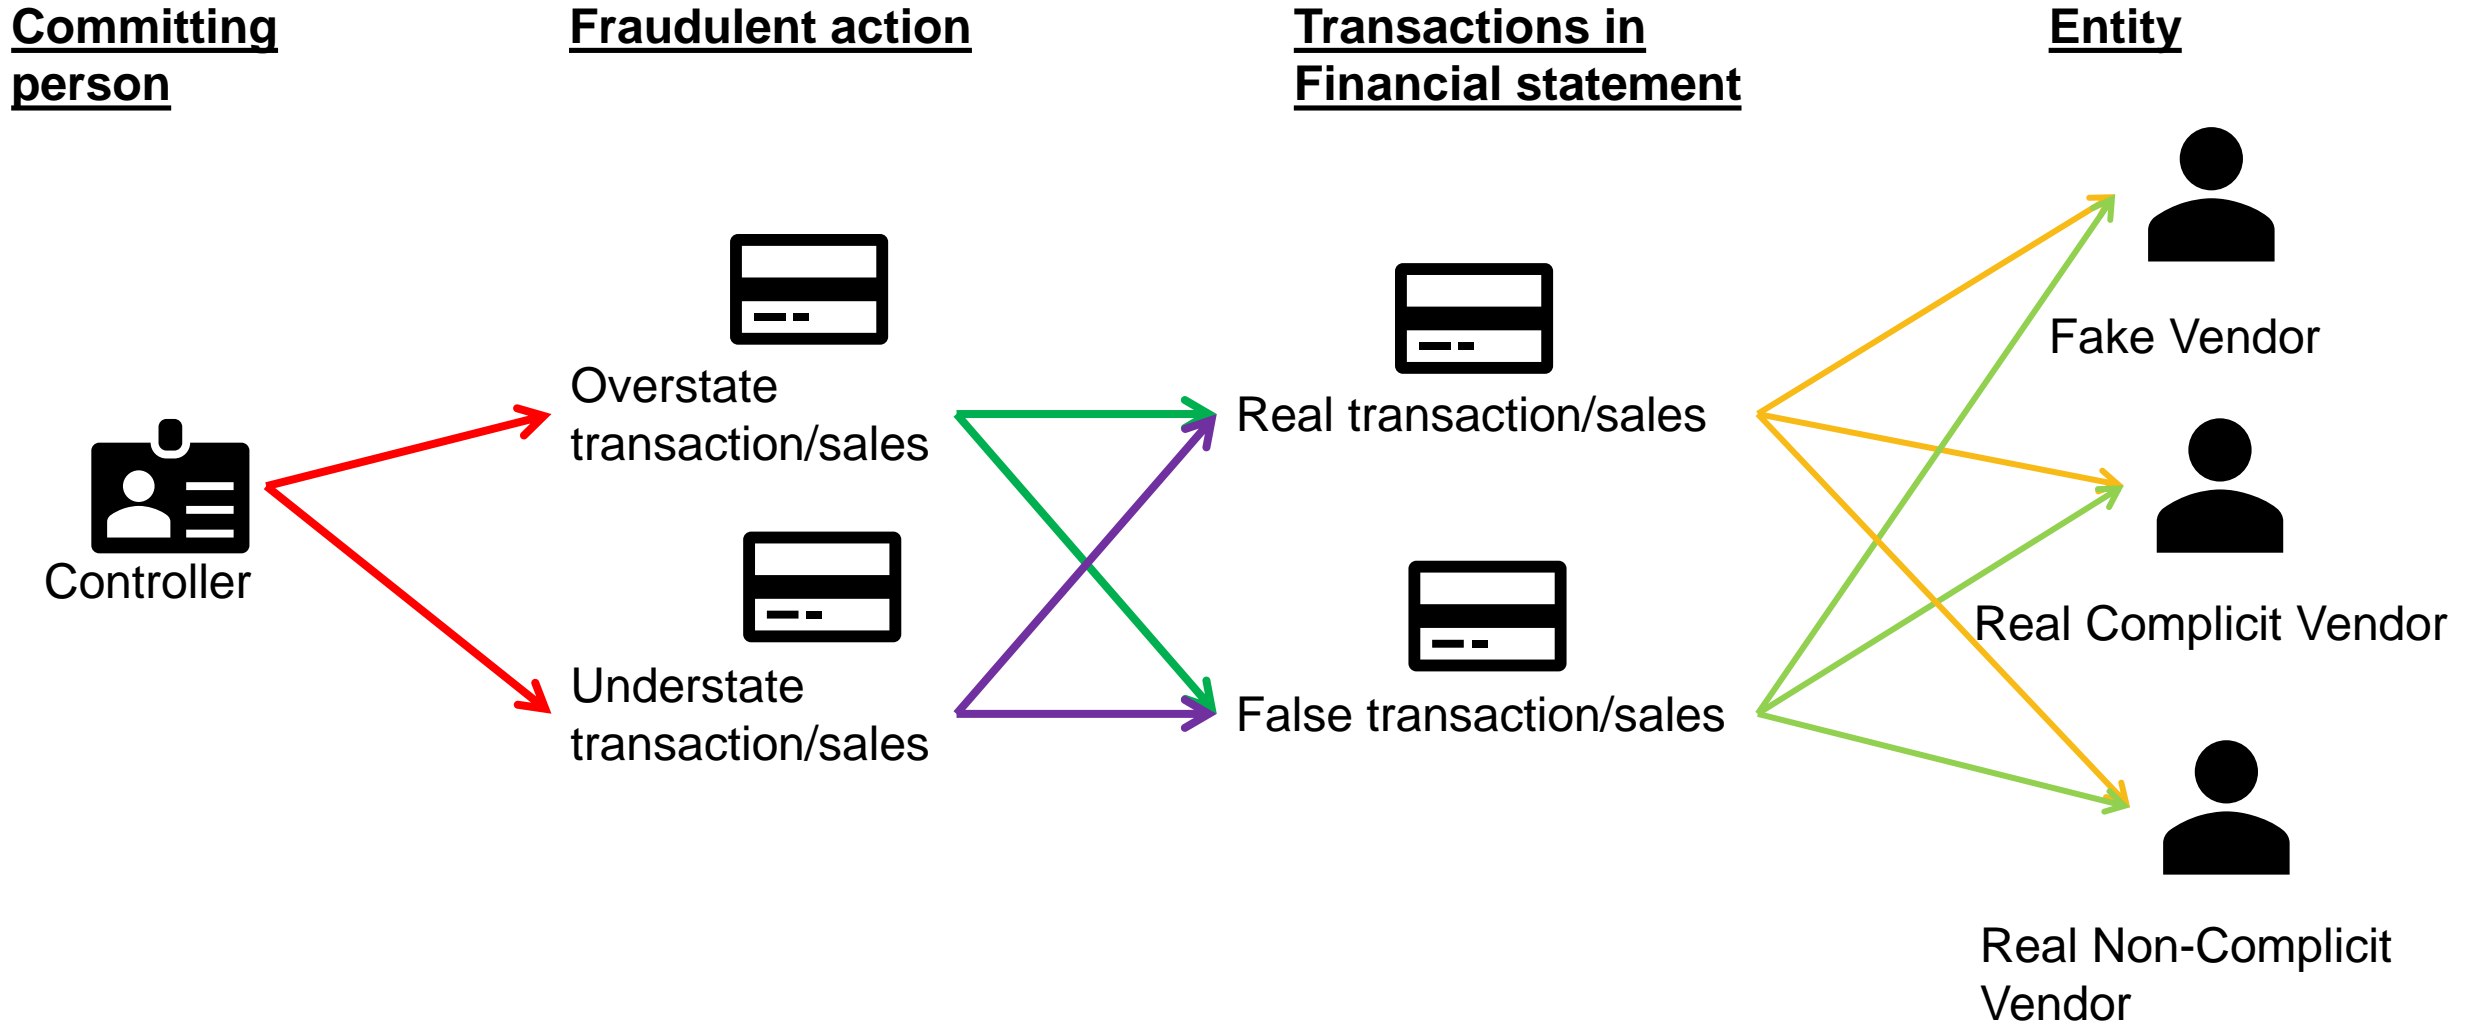 Committing
person
Fraudulent action
Transactions in
Financial statement
Entity
Controller
Overstate
transaction/sales
Understate
transaction/sales
Real transaction/sales
False transaction/sales
Fake Vendor
Real Complicit Vendor
Real Non-Complicit
Vendor